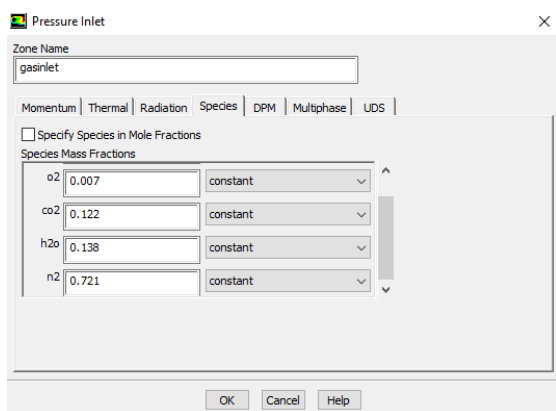 Pressure Inlet
Zone Name
gasinlet
Momentum Thermal Radiation Species DPM Multiphase UDS
Specify Species in Mole Fractions
Species Mass Fractions
o2 0.007 constant
co2 0.122 constant
h2o 0.138 constant
n2 0.721 constant
OK Cancel Help